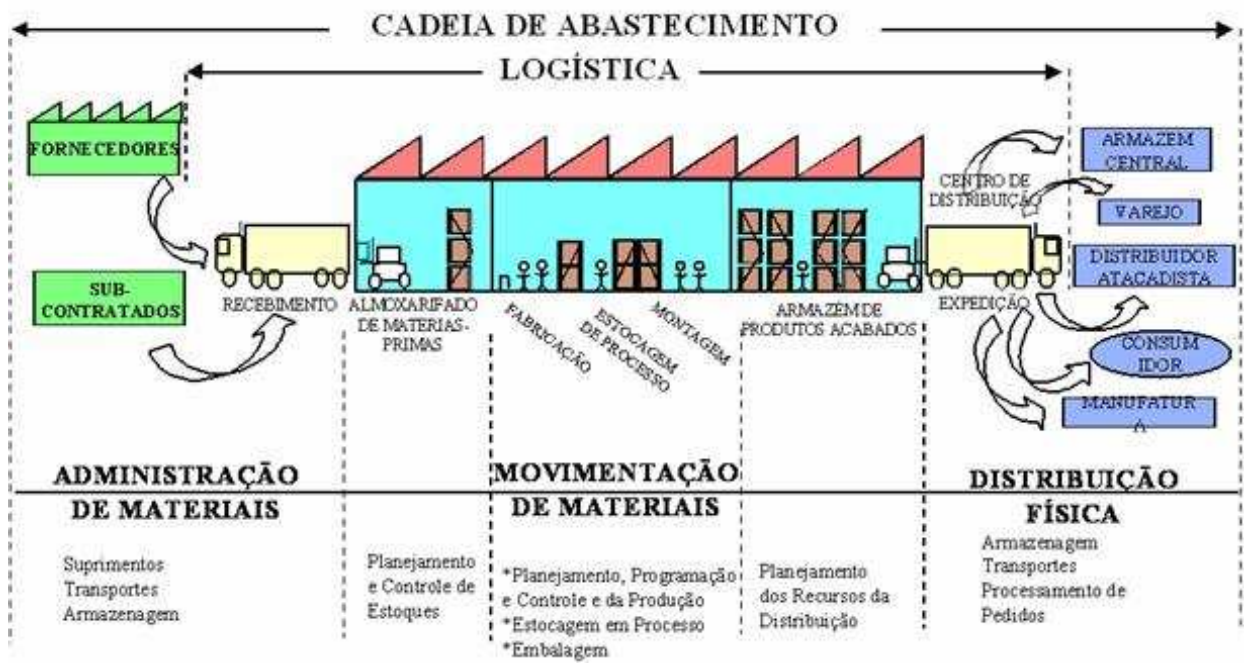 CADEIA DE ABASTECIMENTO
LOGÍSTICA
FORNECEDORES
SUB-
CONTRATADOS
RECEBIMENTO
ALMOXARIFADO
DE MATERIAS-
PRIMAS
FABRICAÇÃO
ESTOCAGEM
DE PROCESSO
MONTAGEM
ARMAZÉM DE
PRODUTOS ACABADOS
CENTRO DE
DISTRIBUIÇÃO
EXPEDIÇÃO
ARMAZEM
CENTRAL
VAREJO
DISTRIBUIDOR
ATACADISTA
CONSUM
IDOR
MANUFATUR
A
ADMINISTRAÇÃO
DE MATERIAIS
Suprimentos
Transportes
Armazenagem
Planejamento
e Controle de
Estoques
MOVIMENTAÇÃO
DE MATERIAIS
*Planejamento, Programação
e Controle e da Produção
*Estocagem em Processo
*Embalagem
Planejamento
dos Recursos da
Distribuição
DISTRIBUIÇÃO
FÍSICA
Armazenagem
Transportes
Processamento de
Pedidos